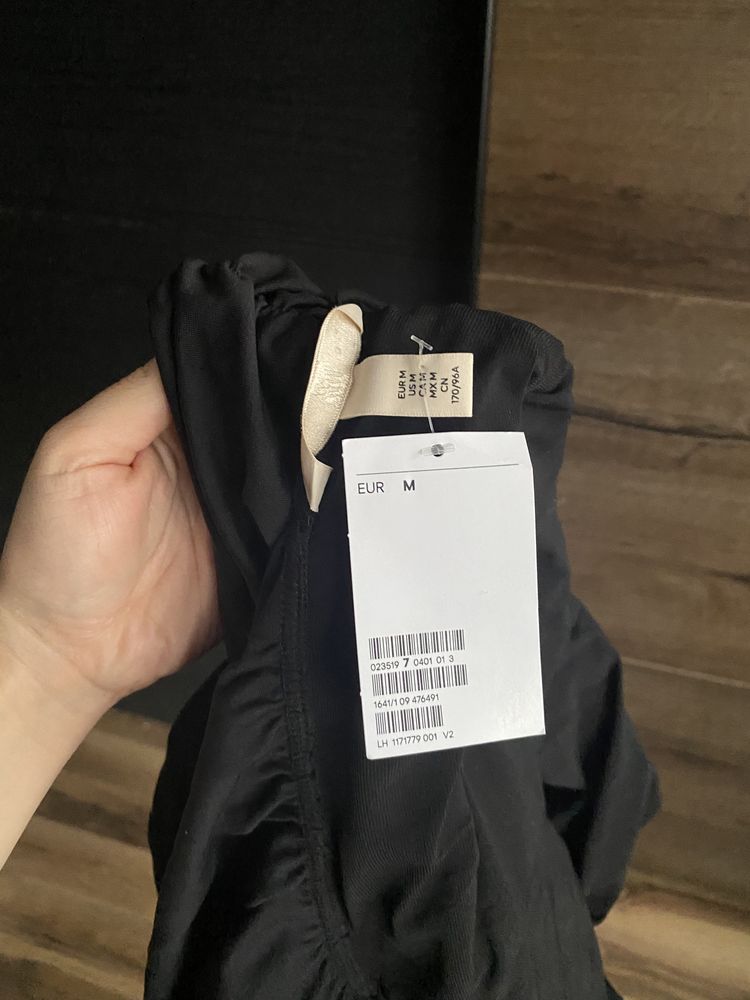 EUR M
US M
CA M
MX M
CN
170/96A
EUR M
023519 7 0401 01 3
1641/1 09 476491
LH 1171779 001 V2